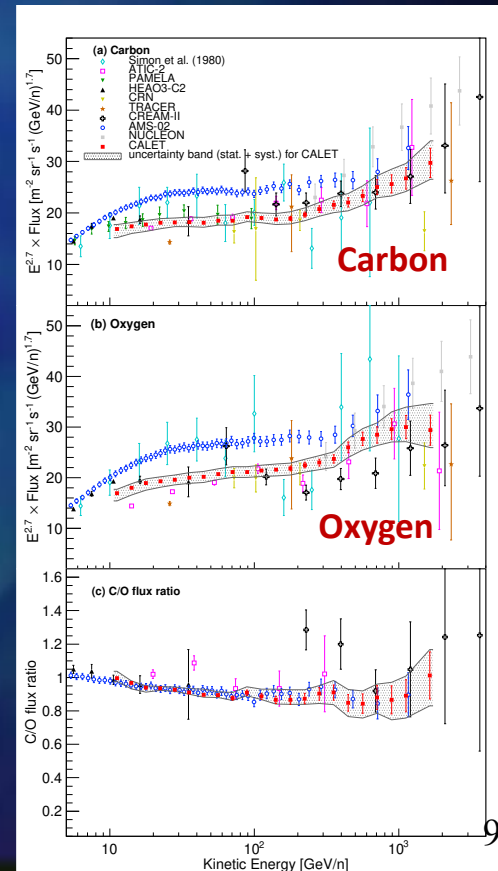 (a) Carbon
Simon et al. (1980)
ATIC-2
PAMELA
HEAO3-C2
CRN
TRACER
CREAM-II
AMS-02
NUCLEON
CALET
uncertainty band (stat. + syst.) for CALET
E^2.7 × Flux [m^-2 sr^-1 s^-1 (GeV/n)^1.7]
50
40
30
20
10
0
Carbon
(b) Oxygen
E^2.7 × Flux [m^-2 sr^-1 s^-1 (GeV/n)^1.7]
50
40
30
20
10
0
Oxygen
(c) C/O flux ratio
C/O flux ratio
1.6
1.4
1.2
1
0.8
0.6
0.4
0.2
10
10^2
10^3
Kinetic Energy [GeV/n]
9